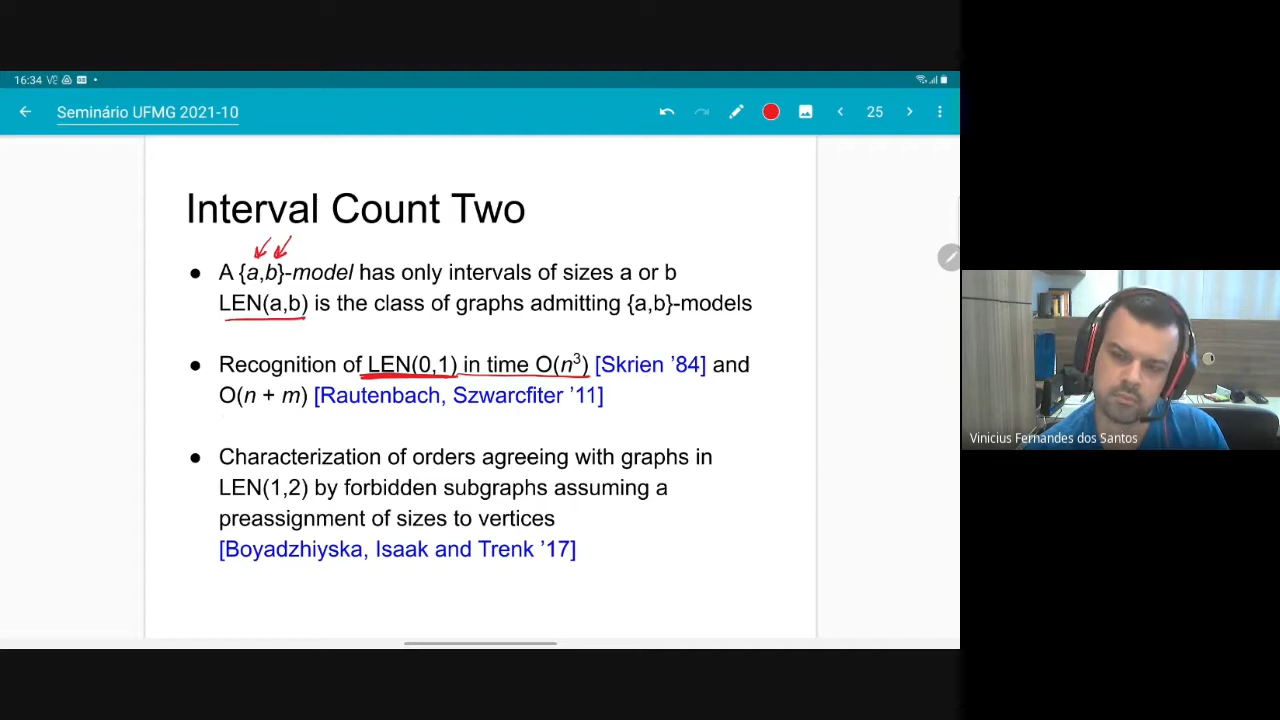 16:34
Seminário UFMG 2021-10
25
Interval Count Two
● A {a,b}-model has only intervals of sizes a or b
LEN(a,b) is the class of graphs admitting {a,b}-models
● Recognition of LEN(0,1) in time O(n³) [Skrien ’84] and
O(n + m) [Rautenbach, Szwarcfiter ’11]
● Characterization of orders agreeing with graphs in
LEN(1,2) by forbidden subgraphs assuming a
preassignment of sizes to vertices
[Boyadzhiyska, Isaak and Trenk ’17]
Vinicius Fernandes dos Santos